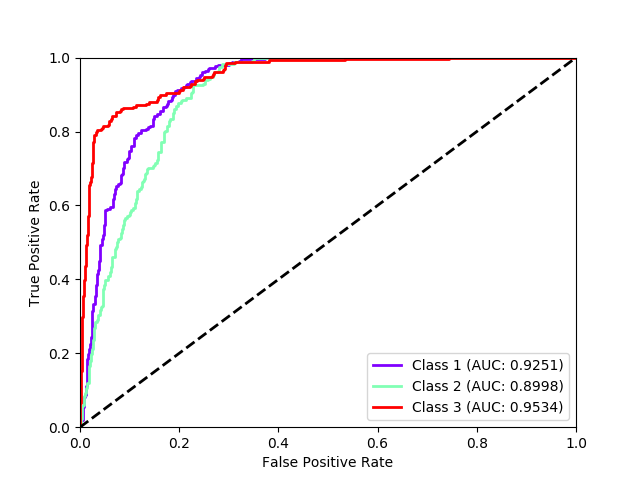 1.0
0.8
0.6
0.4
0.2
0.0
True Positive Rate
Class 1 (AUC: 0.9251)
Class 2 (AUC: 0.8998)
Class 3 (AUC: 0.9534)
0.0 0.2 0.4 0.6 0.8 1.0
False Positive Rate